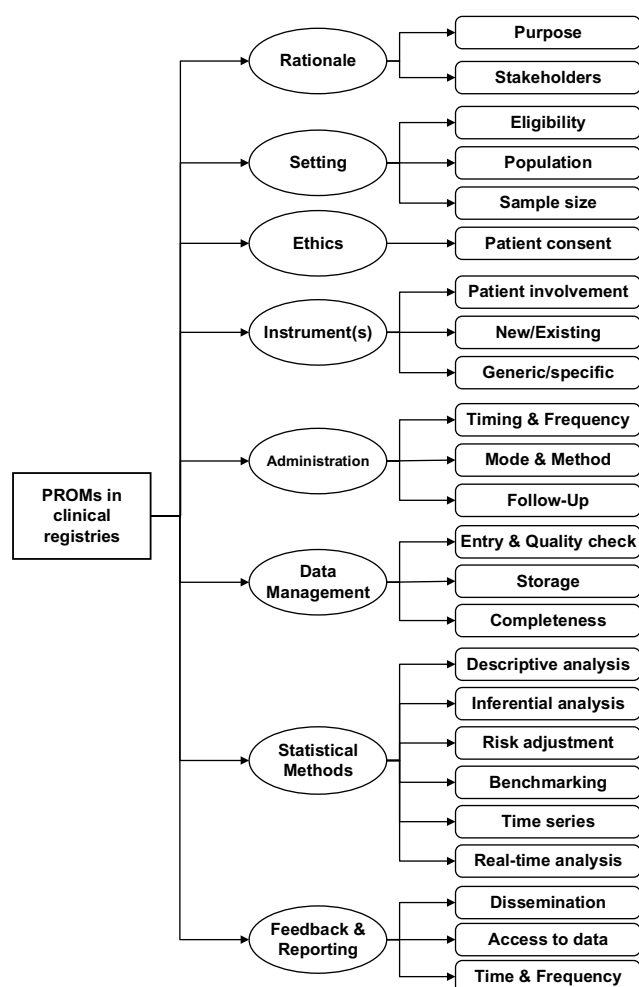 PROMs in
clinical
registries
Rationale
Purpose
Stakeholders
Setting
Eligibility
Population
Sample size
Ethics
Patient consent
Instrument(s)
Patient involvement
New/Existing
Generic/specific
Administration
Timing & Frequency
Mode & Method
Follow-Up
Data
Management
Entry & Quality check
Storage
Completeness
Statistical
Methods
Descriptive analysis
Inferential analysis
Risk adjustment
Benchmarking
Time series
Real-time analysis
Feedback &
Reporting
Dissemination
Access to data
Time & Frequency